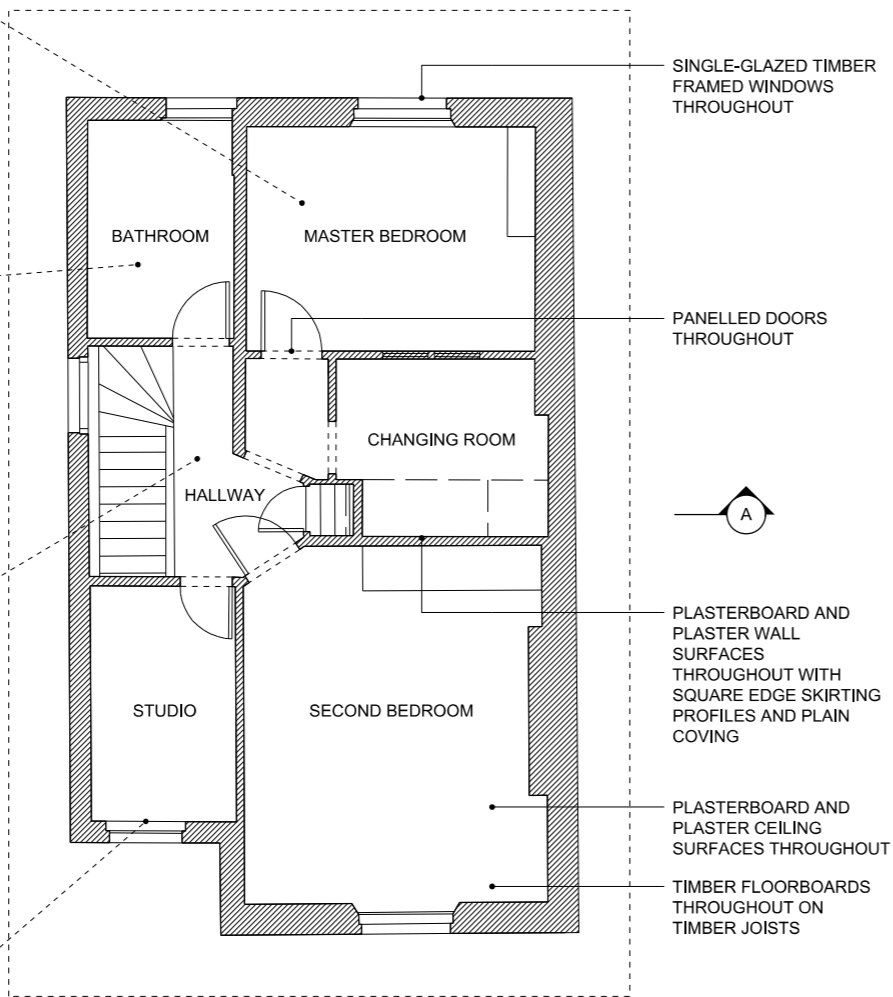 SINGLE-GLAZED TIMBER
FRAMED WINDOWS
THROUGHOUT
BATHROOM
MASTER BEDROOM
PANELLED DOORS
THROUGHOUT
CHANGING ROOM
HALLWAY
A
PLASTERBOARD AND
PLASTER WALL
SURFACES
THROUGHOUT WITH
SQUARE EDGE SKIRTING
PROFILES AND PLAIN
COVING
STUDIO
SECOND BEDROOM
PLASTERBOARD AND
PLASTER CEILING
SURFACES THROUGHOUT
TIMBER FLOORBOARDS
THROUGHOUT ON
TIMBER JOISTS